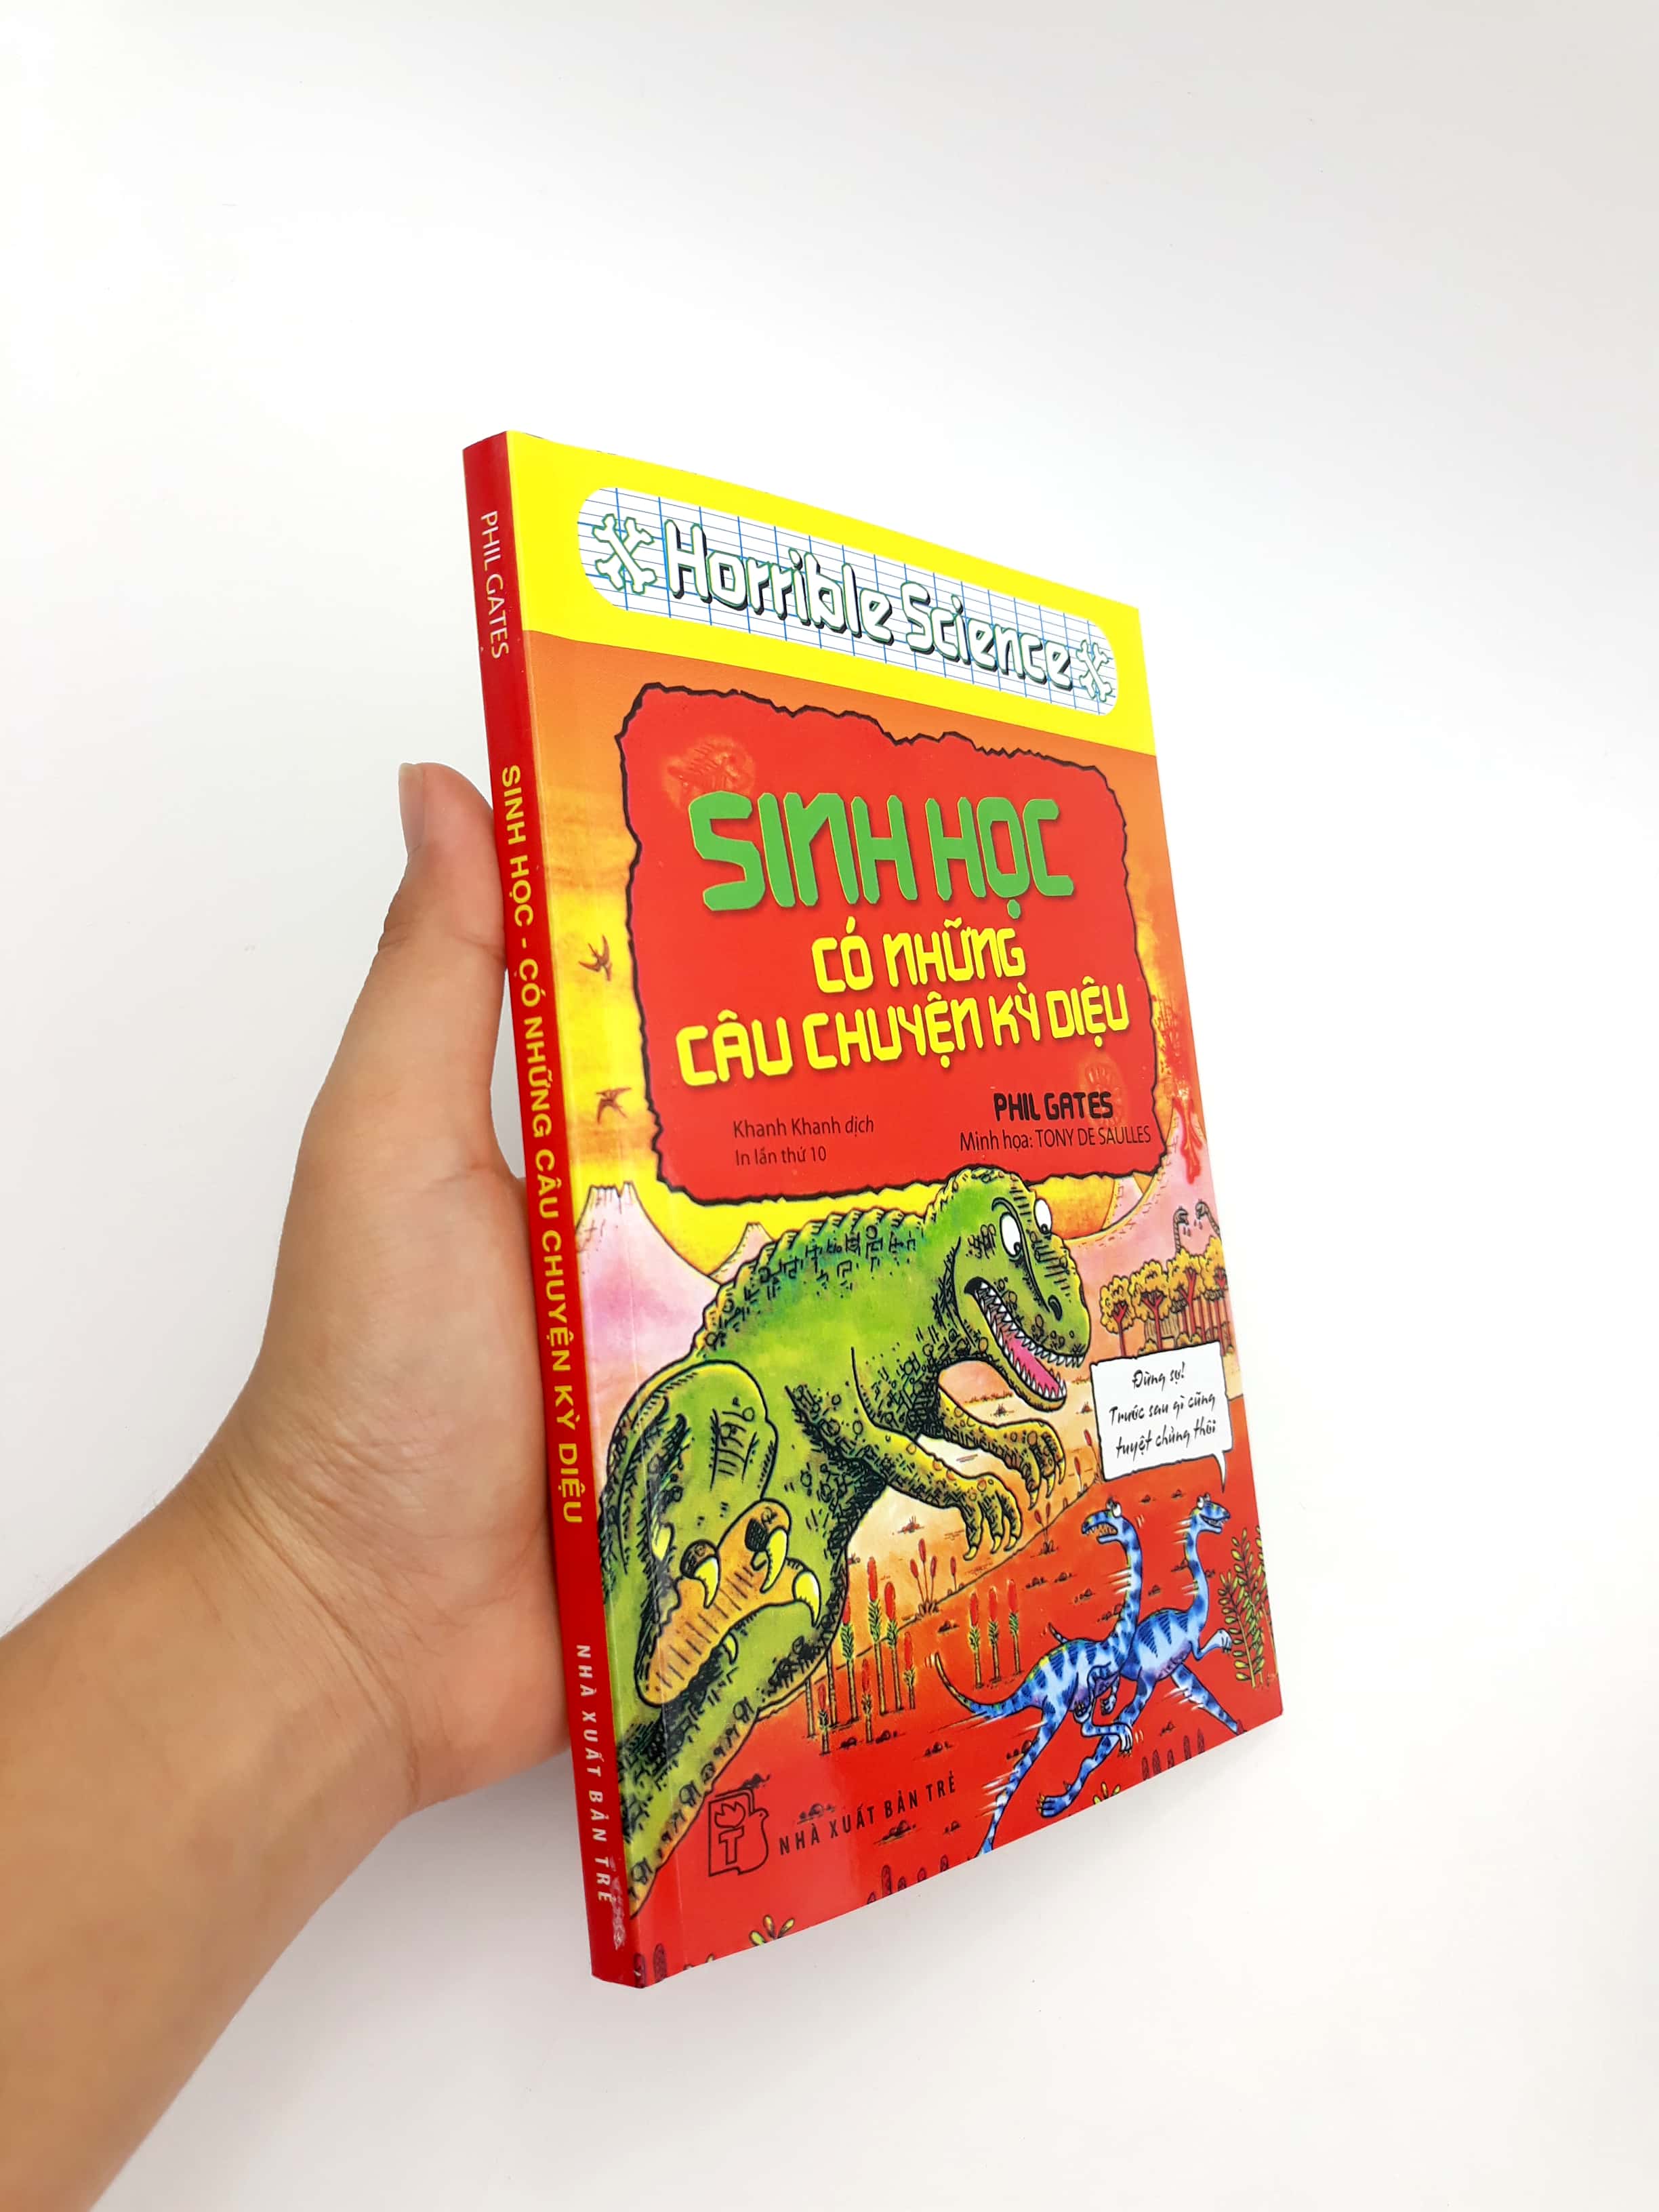 PHIL GATES
SINH HỌC - CÓ NHỮNG CÂU CHUYỆN KỲ DIỆU
NHÀ XUẤT BẢN TRẺ
Horrible Science
SINH HỌC
CÓ NHỮNG
CÂU CHUYỆN KỲ DIỆU
PHIL GATES
Khanh Khanh dịch
Minh họa: TONY DE SAULLES
In lần thứ 10
Đừng sợ!
Trước sau gì cũng
tuyệt chủng thôi
T
NHÀ XUẤT BẢN TRẺ